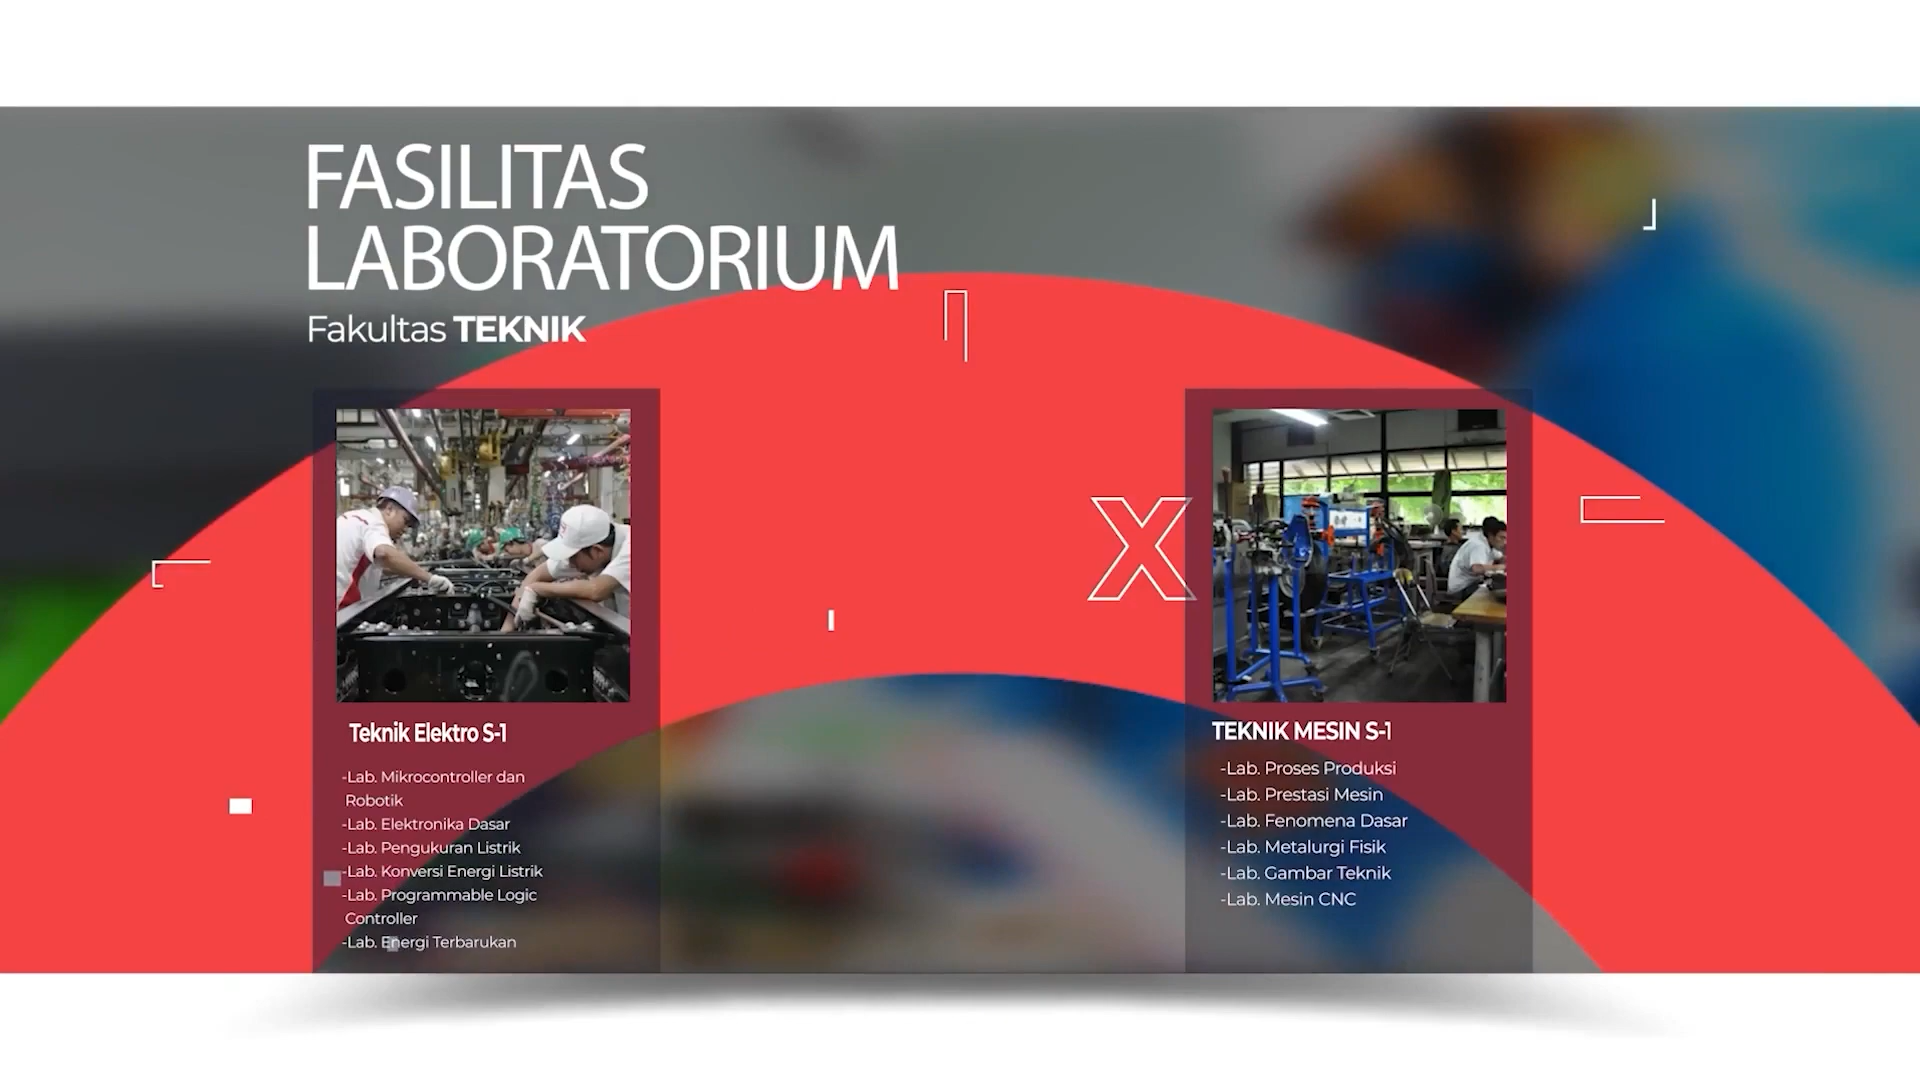 FASILITAS
LABORATORIUM
Fakultas TEKNIK
X
Teknik Elektro S-1
-Lab. Mikrocontroller dan
Robotik
-Lab. Elektronika Dasar
-Lab. Pengukuran Listrik
-Lab. Konversi Energi Listrik
-Lab. Programmable Logic
Controller
-Lab. Energi Terbarukan
TEKNIK MESIN S-1
-Lab. Proses Produksi
-Lab. Prestasi Mesin
-Lab. Fenomena Dasar
-Lab. Metalurgi Fisik
-Lab. Gambar Teknik
-Lab. Mesin CNC